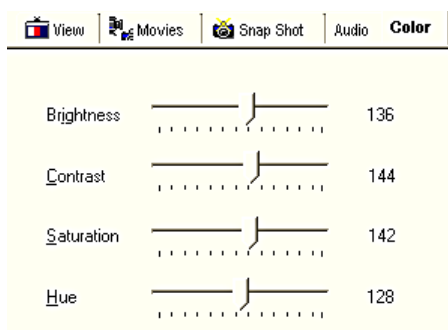 View Movies Snap Shot Audio Color
Brightness 136
Contrast 144
Saturation 142
Hue 128